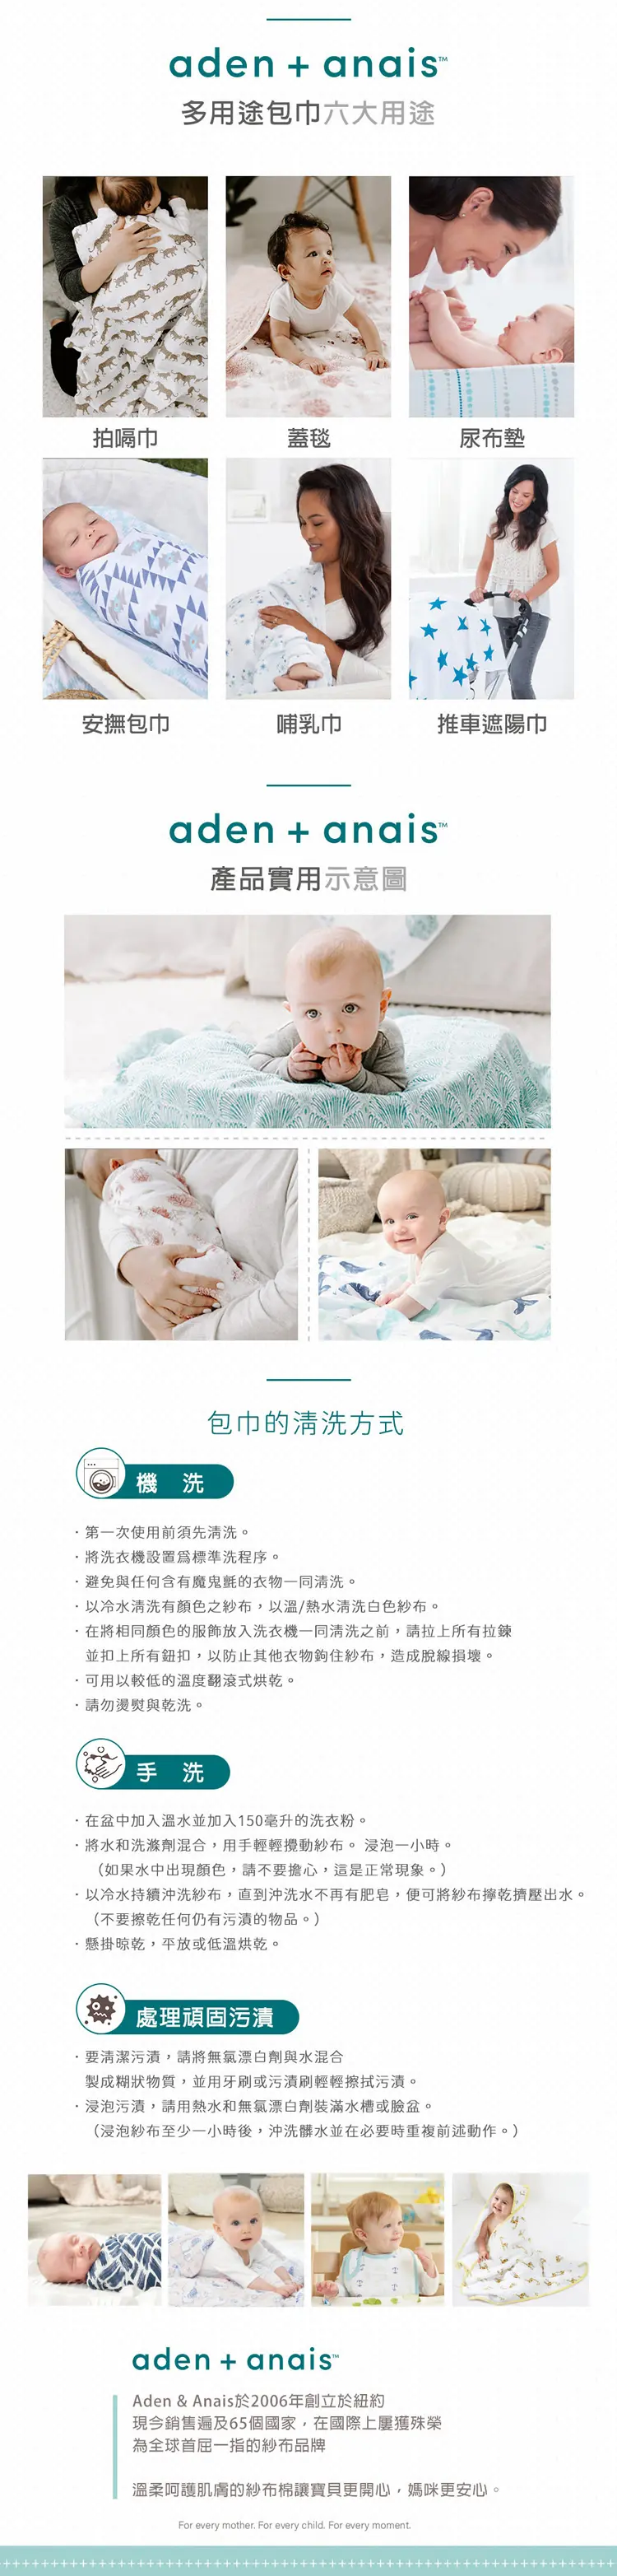 aden + anais™
多用途包巾六大用途
拍嗝巾
蓋毯
尿布墊
安撫包巾
哺乳巾
推車遮陽巾
aden + anais™
產品實用示意圖
包巾的清洗方式
機 洗
·第一次使用前須先清洗。
·將洗衣機設置為標準洗程序。
·避免與任何含有魔鬼氈的衣物一同清洗。
·以冷水清洗有顏色之紗布，以溫/熱水清洗白色紗布。
·在將相同顏色的服飾放入洗衣機一同清洗之前，請拉上所有拉鍊
並扣上所有鈕扣，以防止其他衣物鉤住紗布，造成脫線損壞。
·可用以較低的溫度翻滾式烘乾。
·請勿燙熨與乾洗。
手 洗
·在盆中加入溫水並加入150毫升的洗衣粉。
·將水和洗滌劑混合，用手輕輕攪動紗布。 浸泡一小時。
（如果水中出現顏色，請不要擔心，這是正常現象。）
·以冷水持續沖洗紗布，直到沖洗水不再有肥皂，便可將紗布擰乾擠壓出水。
（不要擦乾任何仍有污漬的物品。）
·懸掛晾乾，平放或低溫烘乾。
處理頑固污漬
·要清潔污漬，請將無氯漂白劑與水混合
製成糊狀物質，並用牙刷或污漬刷輕輕擦拭污漬。
·浸泡污漬，請用熱水和無氯漂白劑裝滿水槽或臉盆。
（浸泡紗布至少一小時後，沖洗髒水並在必要時重複前述動作。）
aden + anais™
Aden & Anais於2006年創立於紐約
現今銷售遍及65個國家，在國際上屢獲殊榮
為全球首屈一指的紗布品牌
溫柔呵護肌膚的紗布棉讓寶貝更開心，媽咪更安心。
For every mother. For every child. For every moment.